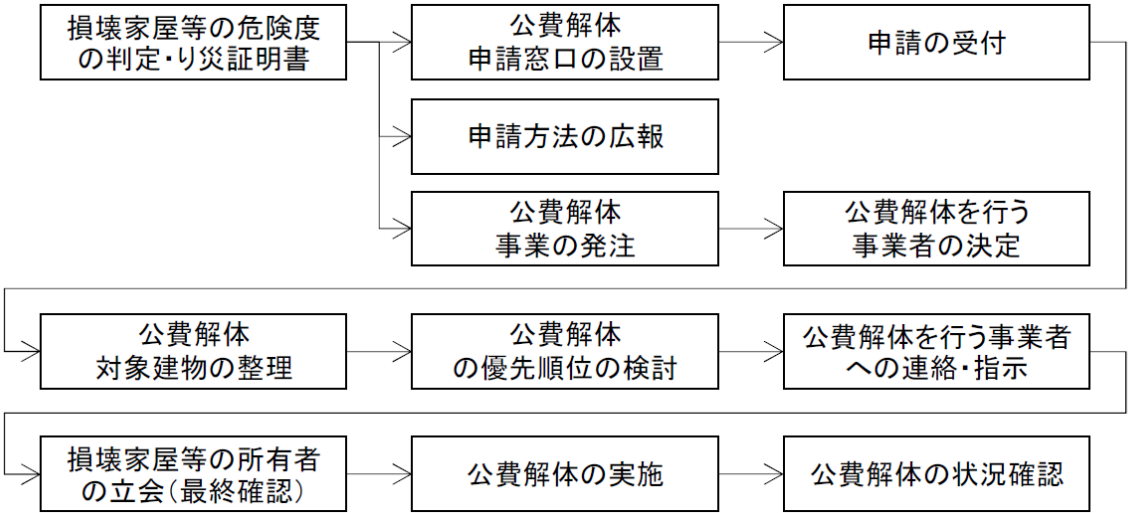 損壊家屋等の危険度
の判定・り災証明書
公費解体
申請窓口の設置
申請の受付
申請方法の広報
公費解体
事業の発注
公費解体を行う
事業者の決定
公費解体
対象建物の整理
公費解体
の優先順位の検討
公費解体を行う事業者
への連絡・指示
損壊家屋等の所有者
の立会(最終確認)
公費解体の実施
公費解体の状況確認